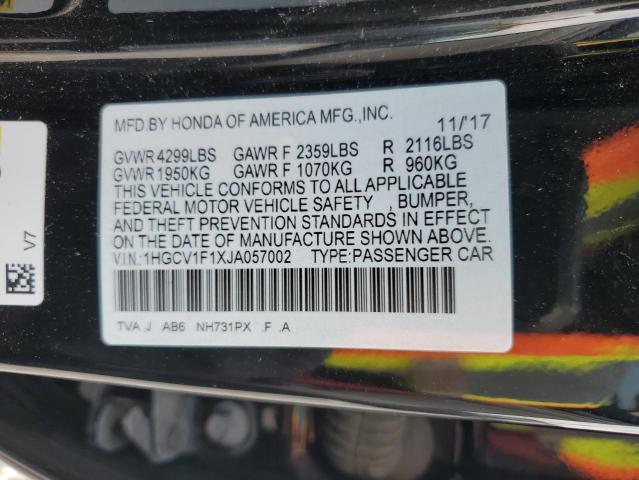 MFD.BY HONDA OF AMERICA MFG.,INC. 11/'17
GVWR 4299LBS GAWR F 2359LBS R 2116LBS
GVWR 1950KG GAWR F 1070KG R 960KG
THIS VEHICLE CONFORMS TO ALL APPLICABLE
FEDERAL MOTOR VEHICLE SAFETY , BUMPER,
AND THEFT PREVENTION STANDARDS IN EFFECT
ON THE DATE OF MANUFACTURE SHOWN ABOVE.
V.I.N.:1HGCV1F1XJA057002 TYPE:PASSENGER CAR
TVA J AB6 NH731PX .F .A
V7